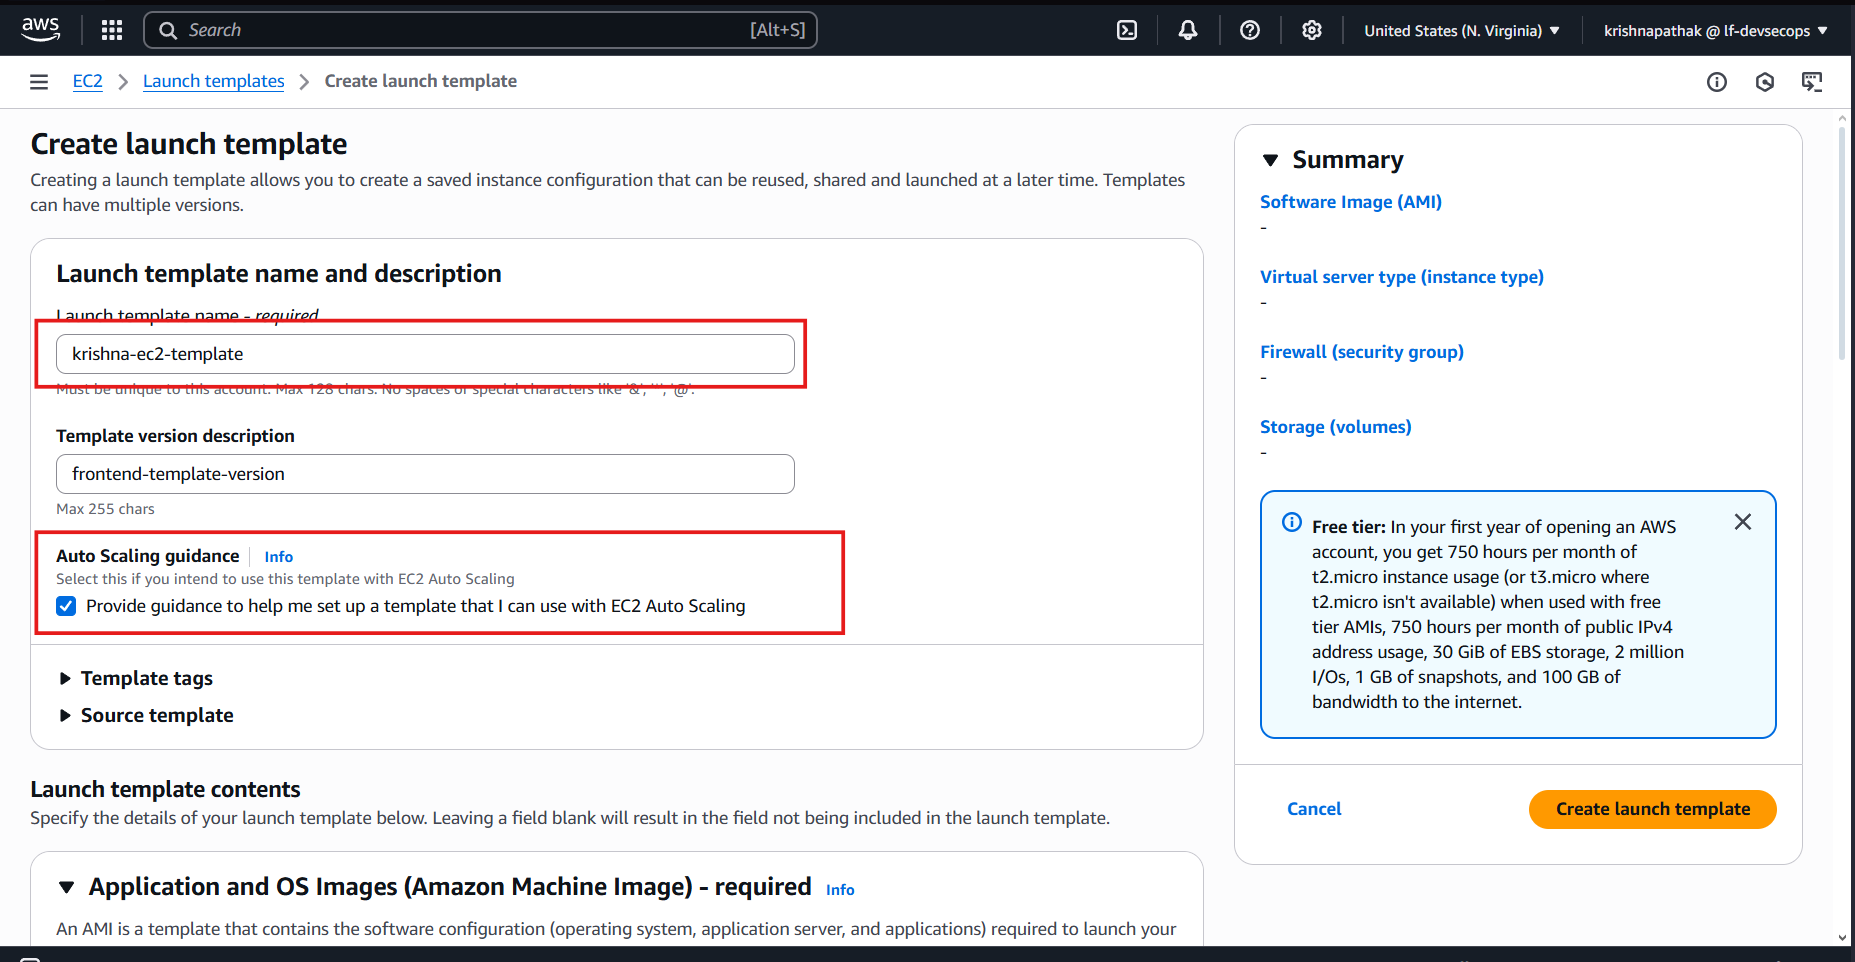 aws
Search
[Alt+S]
United States (N. Virginia)
krishnapathak @ lf-devsecops
EC2
Launch templates
Create launch template
Create launch template
Creating a launch template allows you to create a saved instance configuration that can be reused, shared and launched at a later time. Templates
can have multiple versions.
Launch template name and description
Launch template name - required
krishna-ec2-template
Must be unique to this account. Max 128 chars. No spaces or special characters like '&', '*', '@'.
Template version description
frontend-template-version
Max 255 chars
Auto Scaling guidance
Info
Select this if you intend to use this template with EC2 Auto Scaling
Provide guidance to help me set up a template that I can use with EC2 Auto Scaling
Template tags
Source template
Launch template contents
Specify the details of your launch template below. Leaving a field blank will result in the field not being included in the launch template.
Application and OS Images (Amazon Machine Image) - required Info
An AMI is a template that contains the software configuration (operating system, application server, and applications) required to launch your
Summary
Software Image (AMI)
-
Virtual server type (instance type)
-
Firewall (security group)
-
Storage (volumes)
-
Free tier: In your first year of opening an AWS
account, you get 750 hours per month of
t2.micro instance usage (or t3.micro where
t2.micro isn't available) when used with free
tier AMIs, 750 hours per month of public IPv4
address usage, 30 GiB of EBS storage, 2 million
I/Os, 1 GB of snapshots, and 100 GB of
bandwidth to the internet.
Cancel
Create launch template